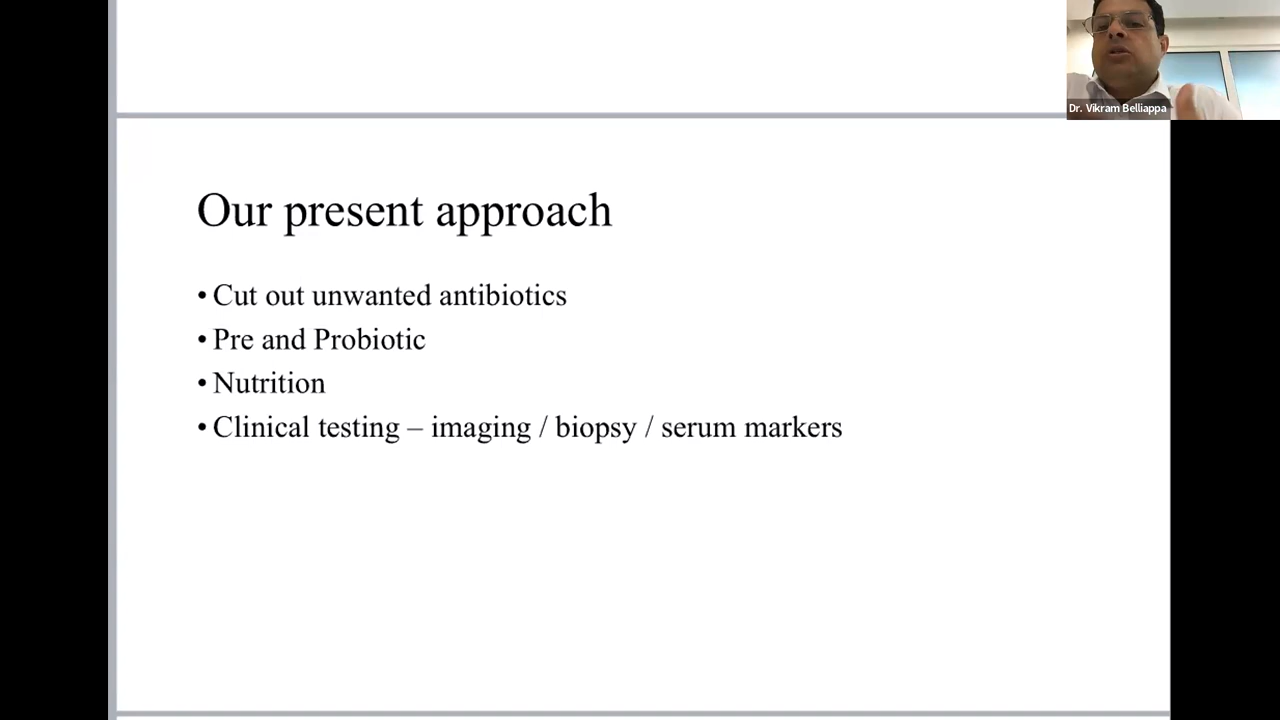 Dr. Vikram Belliappa
Our present approach
• Cut out unwanted antibiotics
• Pre and Probiotic
• Nutrition
• Clinical testing – imaging / biopsy / serum markers